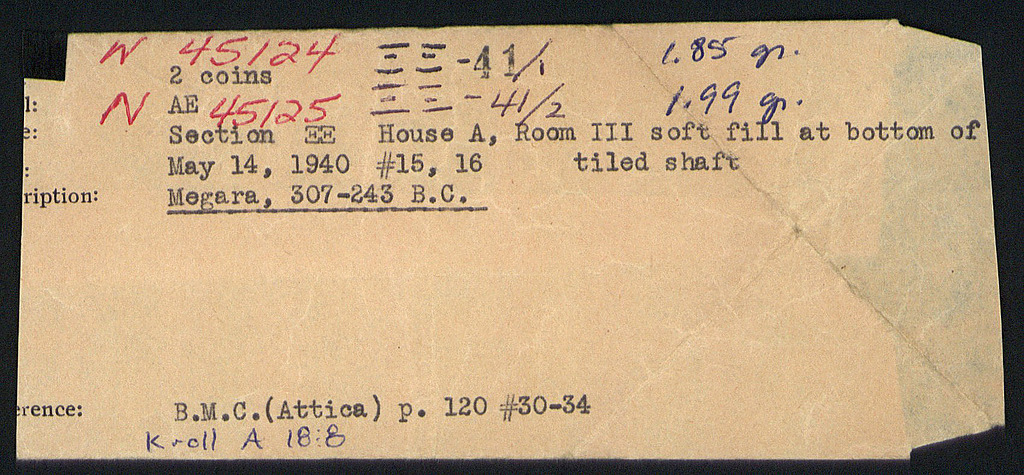 N 45124 ΞΞ-41/1 1.85 gr.
2 coins
l: N AE 45125 ΞΞ-41/2 1.99 gr.
e: Section ΞΞ House A, Room III soft fill at bottom of
: May 14, 1940 #15, 16 tiled shaft
ription: Megara, 307-243 B.C.
erence: B.M.C.(Attica) p. 120 #30-34
Kroll A 18:8